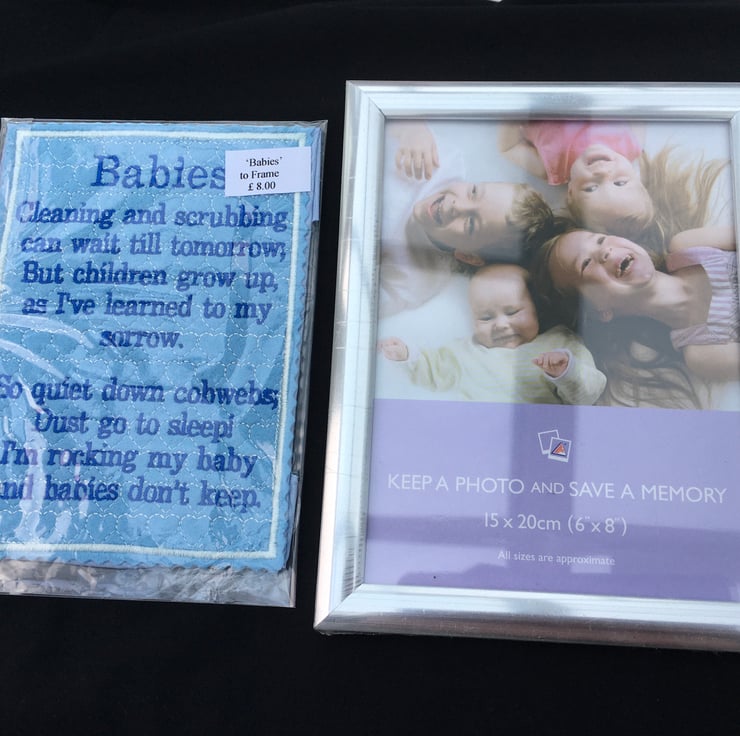 Babies
'Babies'
to Frame
£ 8.00
Cleaning and scrubbing
can wait till tomorrow;
But children grow up,
as I've learned to my
sorrow.
So quiet down cobwebs;
Dust go to sleep!
I'm rocking my baby
and babies don't keep.
KEEP A PHOTO AND SAVE A MEMORY
15 x 20cm (6"x 8")
All sizes are approximate